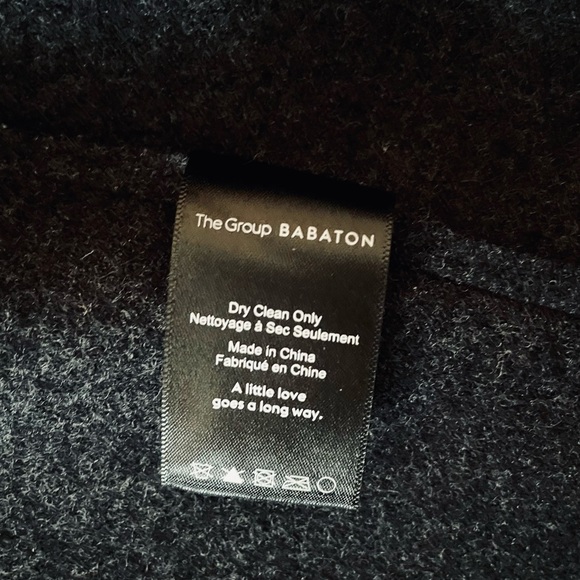 The Group BABATON
Dry Clean Only
Nettoyage à Sec Seulement
Made in China
Fabriqué en Chine
A little love
goes a long way.